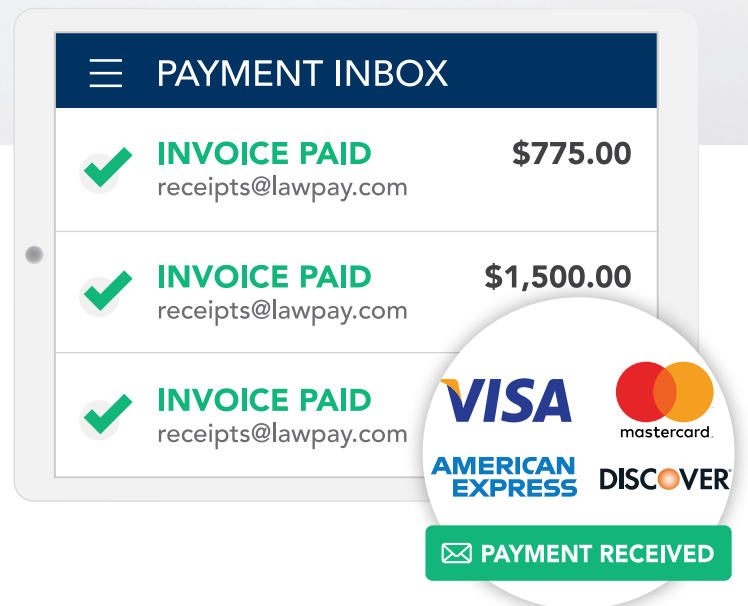 PAYMENT INBOX
INVOICE PAID $775.00
receipts@lawpay.com
INVOICE PAID $1,500.00
receipts@lawpay.com
INVOICE PAID
receipts@lawpay.com
VISA
mastercard.
AMERICAN
EXPRESS
DISCOVER
PAYMENT RECEIVED